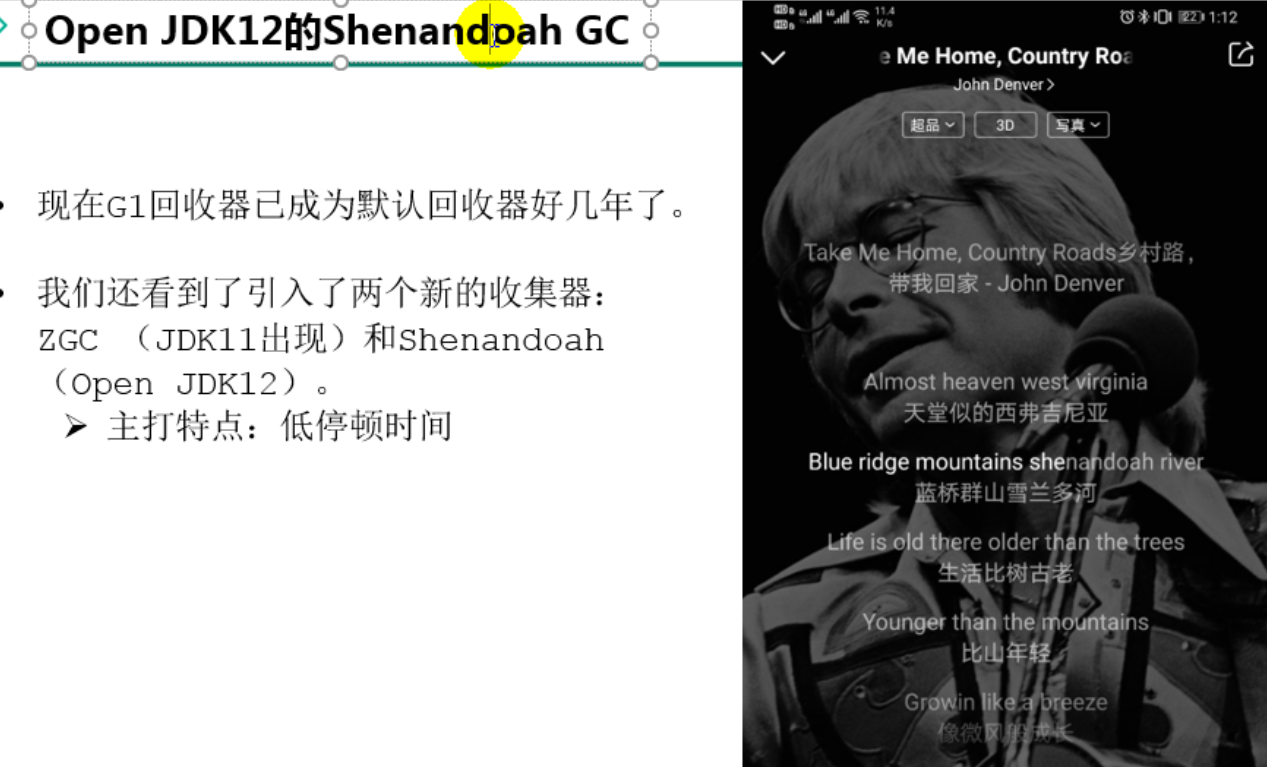 Open JDK12的Shenandoah GC
• 现在G1回收器已成为默认回收器好几年了。
• 我们还看到了引入了两个新的收集器：
ZGC （JDK11出现）和Shenandoah
（Open JDK12）。
➢ 主打特点：低停顿时间
HD HD 4G 4G 11.4 K/s 22 1:12
e Me Home, Country Roa
John Denver >
超品 3D 写真
Take Me Home, Country Roads乡村路，
带我回家 - John Denver
Almost heaven west virginia
天堂似的西弗吉尼亚
Blue ridge mountains shenandoah river
蓝桥群山雪兰多河
Life is old there older than the trees
生活比树古老
Younger than the mountains
比山年轻
Growin like a breeze
像微风般成长